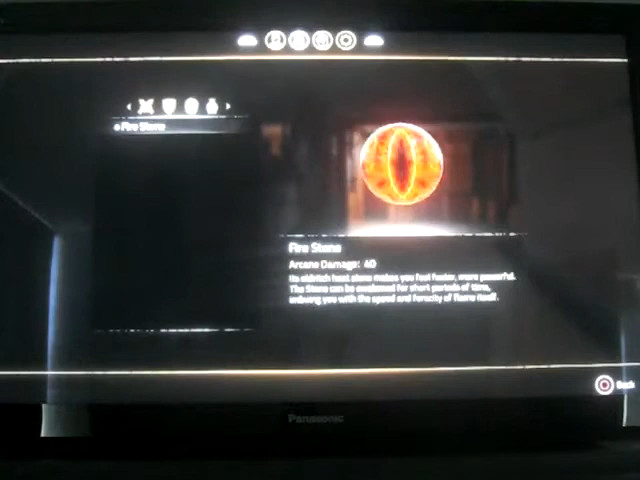 Fire Stone
Fire Stone
Arcane Damage: 40
Its eldritch heat alone makes you feel faster, more powerful.
The Stone can be awakened for short periods of time,
imbuing you with the speed and ferocity of flame itself.
Back
Panasonic